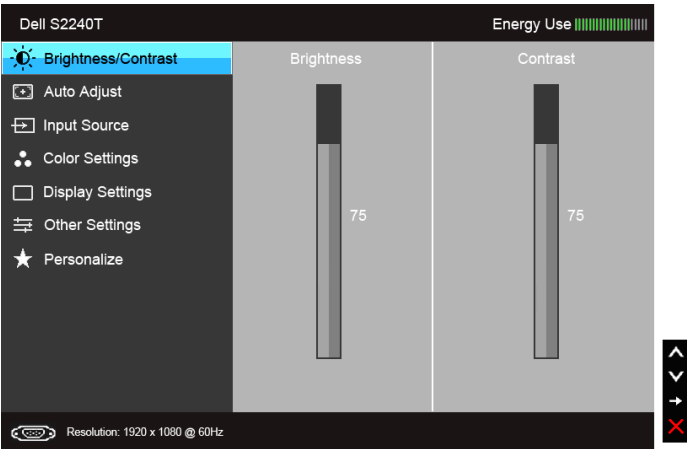 Dell S2240T
Energy Use
Brightness/Contrast
Auto Adjust
Input Source
Color Settings
Display Settings
Other Settings
Personalize
Brightness
75
Contrast
75
Resolution: 1920 x 1080 @ 60Hz